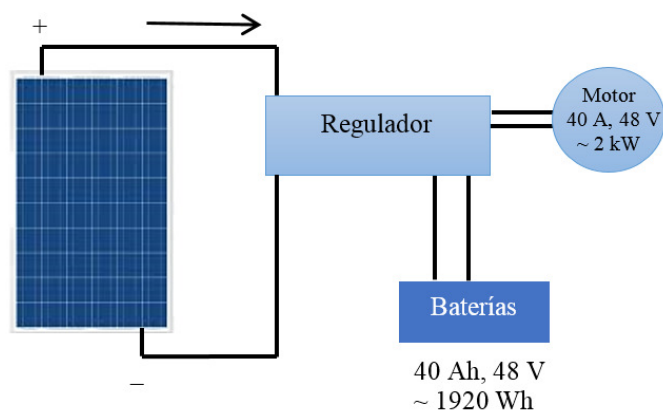 +
Regulador
Motor
40 A, 48 V
~ 2 kW
Baterías
–
40 Ah, 48 V
~ 1920 Wh